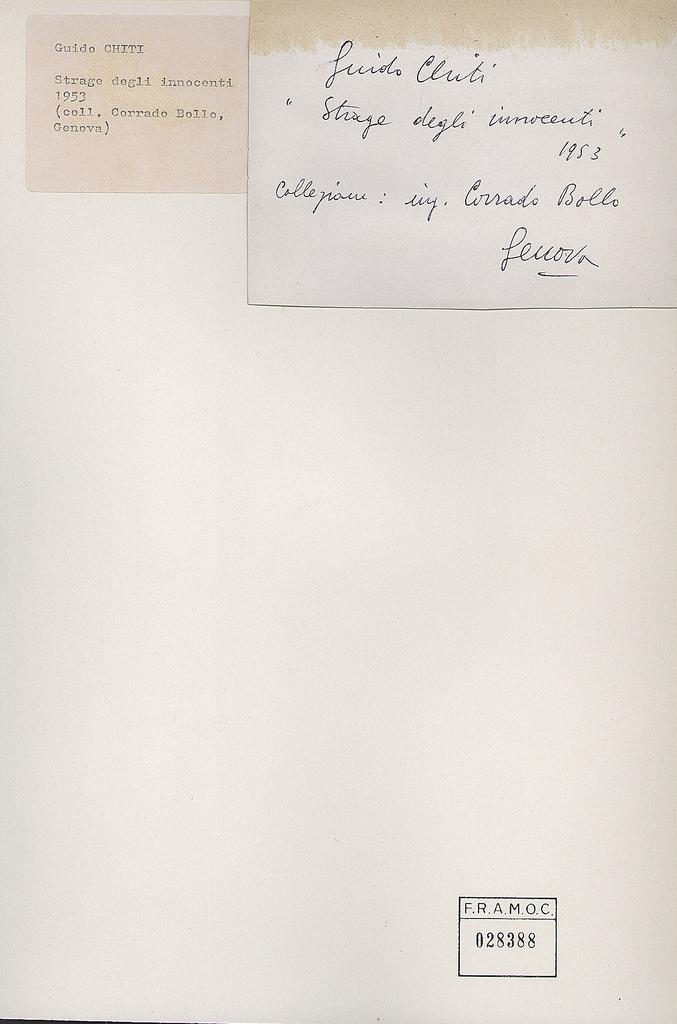 Guido CHITI
Strage degli innocenti
1953
(coll. Corrado Bollo,
Genova)
Guido Chiti
" Strage degli innocenti "
1953
Collezione : ing. Corrado Bollo
Genova
F.R.A.M.O.C.
028388